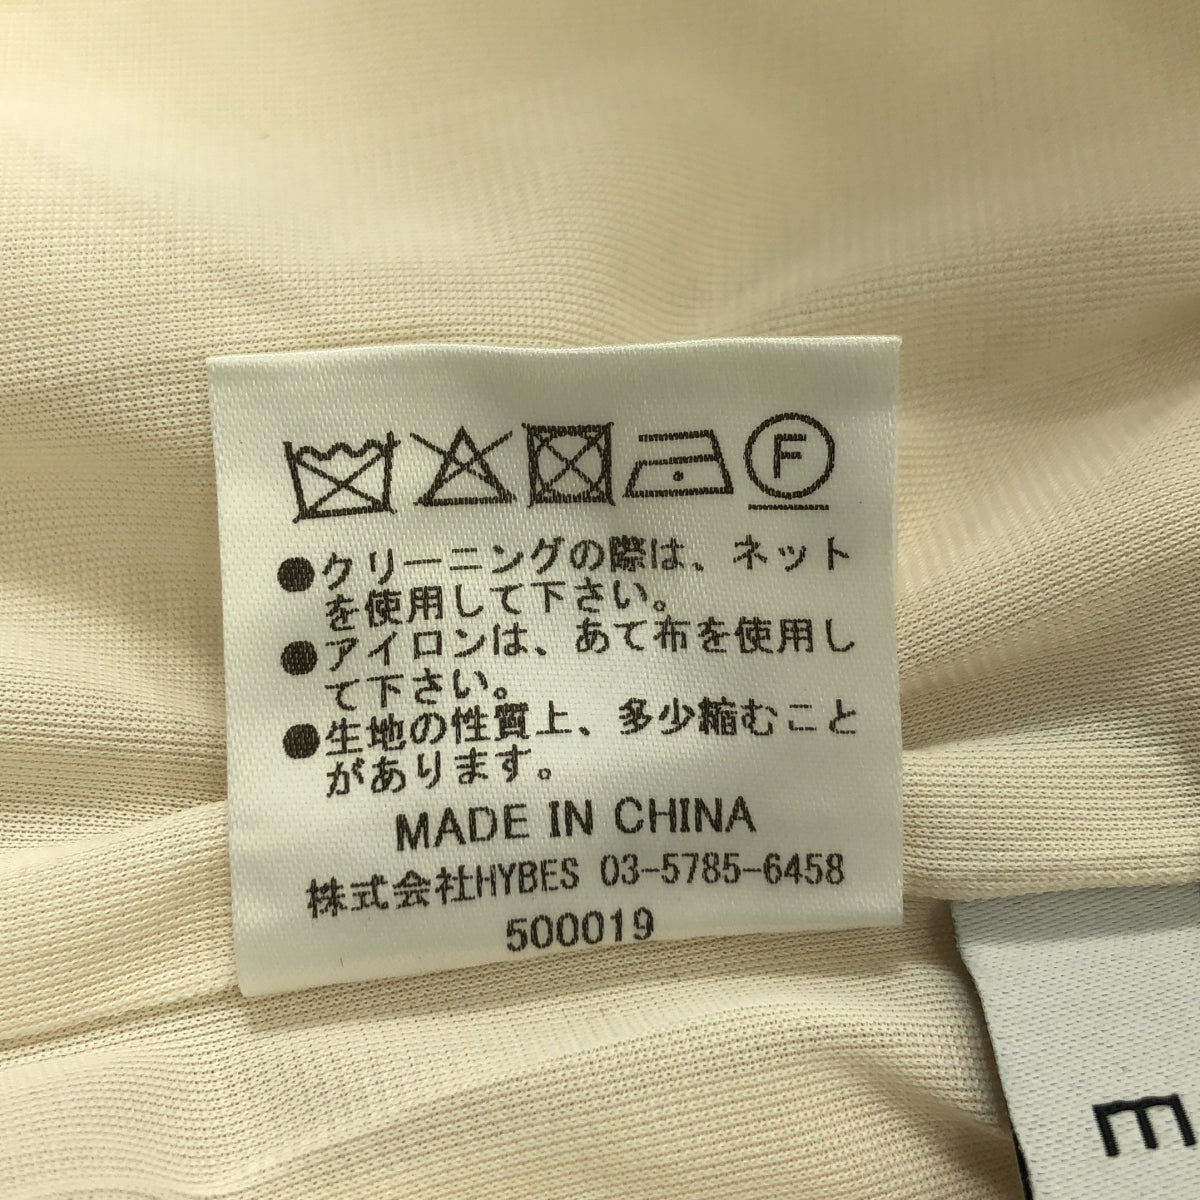 F
●クリーニングの際は、ネット
を使用して下さい。
●アイロンは、あて布を使用し
て下さい。
●生地の性質上、多少縮むこと
があります。
MADE IN CHINA
株式会社HYBES 03-5785-6458
500019
E